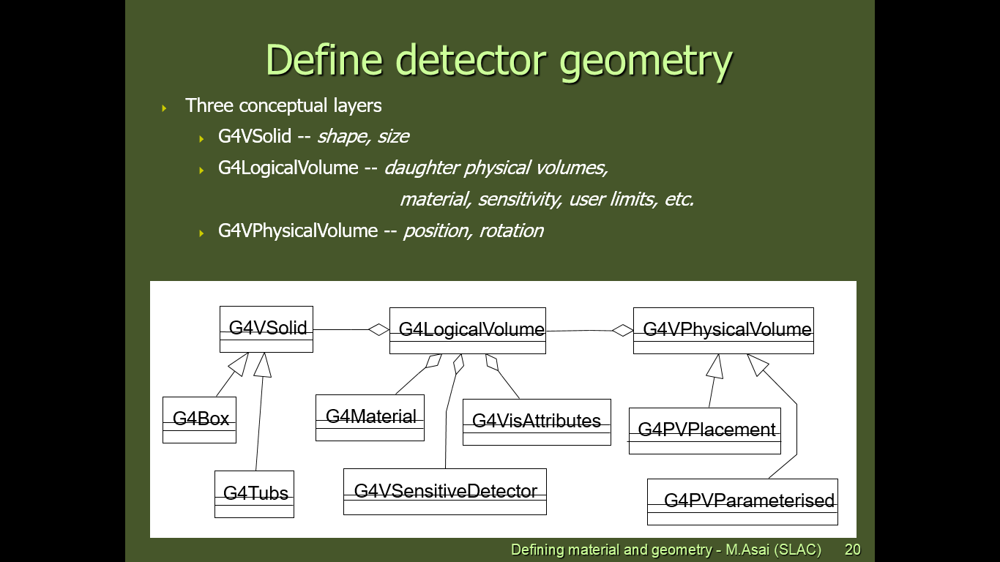 Define detector geometry
Three conceptual layers
G4VSolid -- shape, size
G4LogicalVolume -- daughter physical volumes,
material, sensitivity, user limits, etc.
G4VPhysicalVolume -- position, rotation
G4VSolid
G4LogicalVolume
G4VPhysicalVolume
G4Box
G4Material
G4VisAttributes
G4PVPlacement
G4Tubs
G4VSensitiveDetector
G4PVParameterised
Defining material and geometry - M.Asai (SLAC) 20